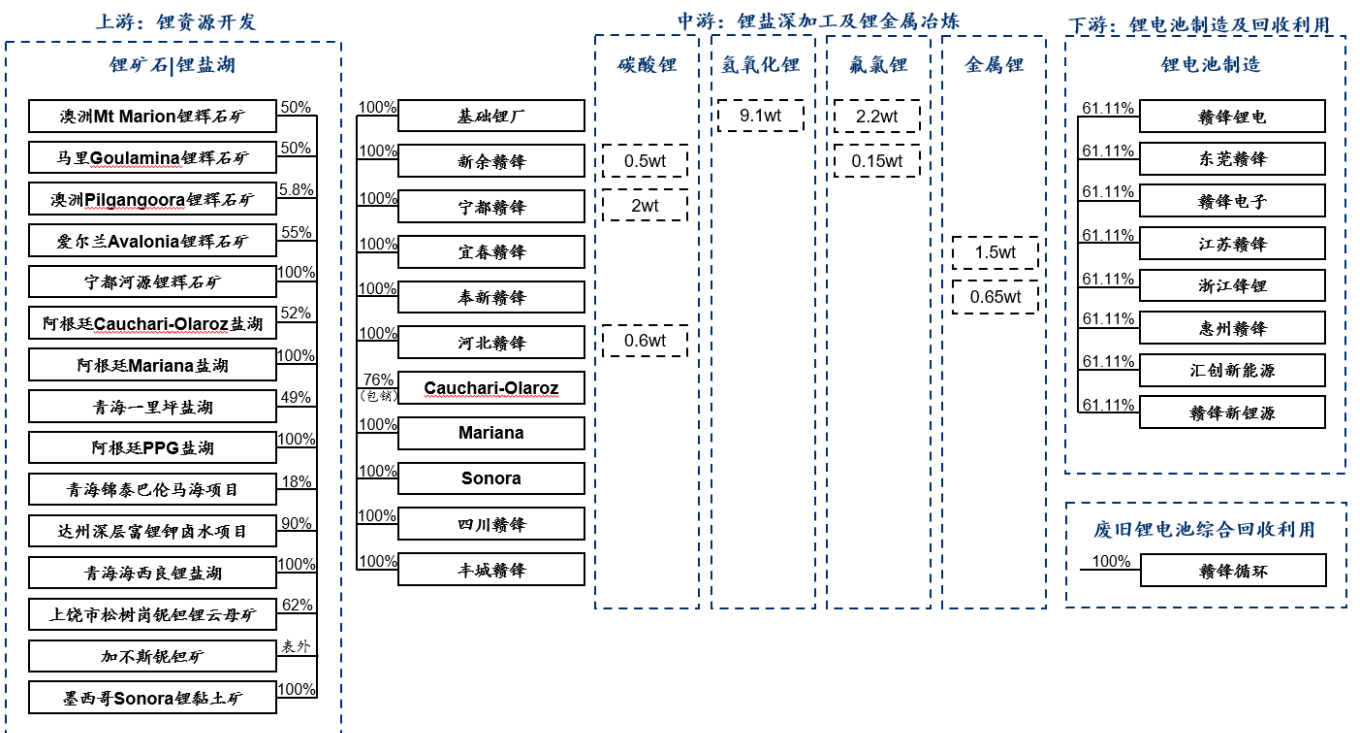 上游：锂资源开发
锂矿石|锂盐湖
澳洲Mt Marion锂辉石矿 50%
马里Goulamina锂辉石矿 50%
澳洲Pilgangoora锂辉石矿 5.8%
爱尔兰Avalonia锂辉石矿 55%
宁都河源锂辉石矿 100%
阿根廷Cauchari-Olaroz盐湖 52%
阿根廷Mariana盐湖 100%
青海一里坪盐湖 49%
阿根廷PPG盐湖 100%
青海锦泰巴伦马海项目 18%
达州深层富锂钾卤水项目 90%
青海海西良锂盐湖 100%
上饶市松树岗铌钽锂云母矿 62%
加不斯铌钽矿 表外
墨西哥Sonora锂黏土矿 100%
中游：锂盐深加工及锂金属冶炼
碳酸锂 氢氧化锂 氟氯锂 金属锂
100% 基础锂厂 9.1wt 2.2wt
100% 新余赣锋 0.5wt 0.15wt
100% 宁都赣锋 2wt
100% 宜春赣锋 1.5wt
100% 奉新赣锋 0.65wt
100% 河北赣锋 0.6wt
76% Cauchari-Olaroz
（包销）
100% Mariana
100% Sonora
100% 四川赣锋
100% 丰城赣锋
下游：锂电池制造及回收利用
锂电池制造
61.11% 赣锋锂电
61.11% 东莞赣锋
61.11% 赣锋电子
61.11% 江苏赣锋
61.11% 浙江锋锂
61.11% 惠州赣锋
61.11% 汇创新能源
61.11% 赣锋新锂源
废旧锂电池综合回收利用
100% 赣锋循环